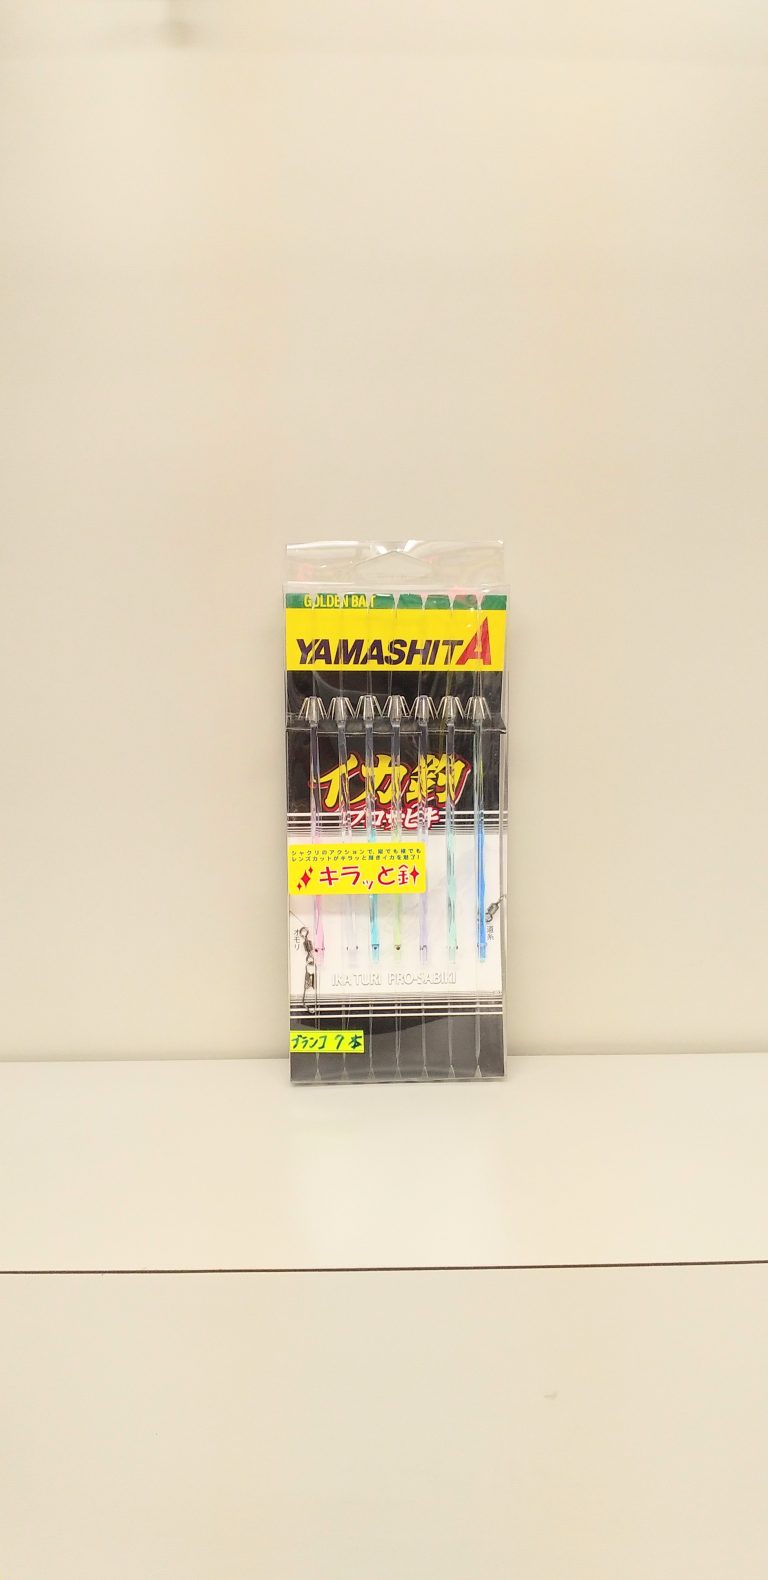 GOLDEN BAIT
YAMASHITA
イカ釣
プロサビキ
シャクリのアクションで、縦でも横でも
レンズカットがキラッと輝きイカを魅了!
キラッと針
道糸
オモリ
IKA TURI PRO-SABIKI
ブランコ 7本